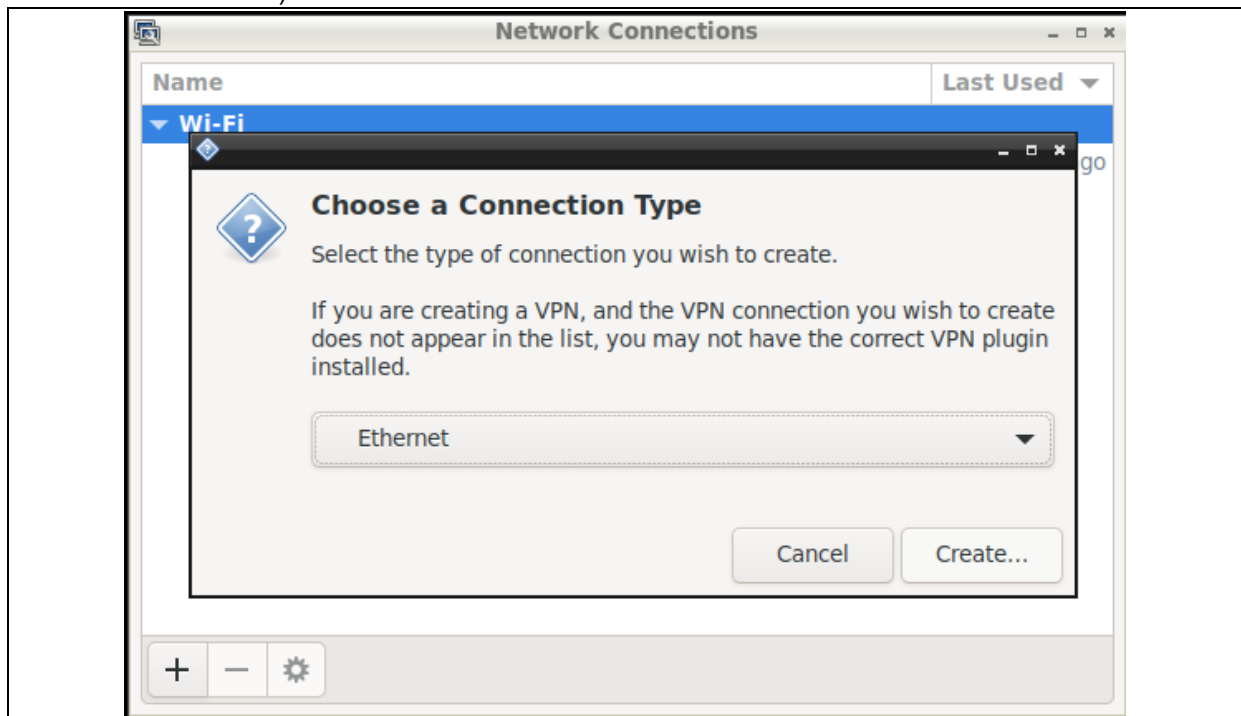 Network Connections
Name
Last Used
Wi-Fi
go
Choose a Connection Type
Select the type of connection you wish to create.
If you are creating a VPN, and the VPN connection you wish to create
does not appear in the list, you may not have the correct VPN plugin
installed.
Ethernet
Cancel
Create...